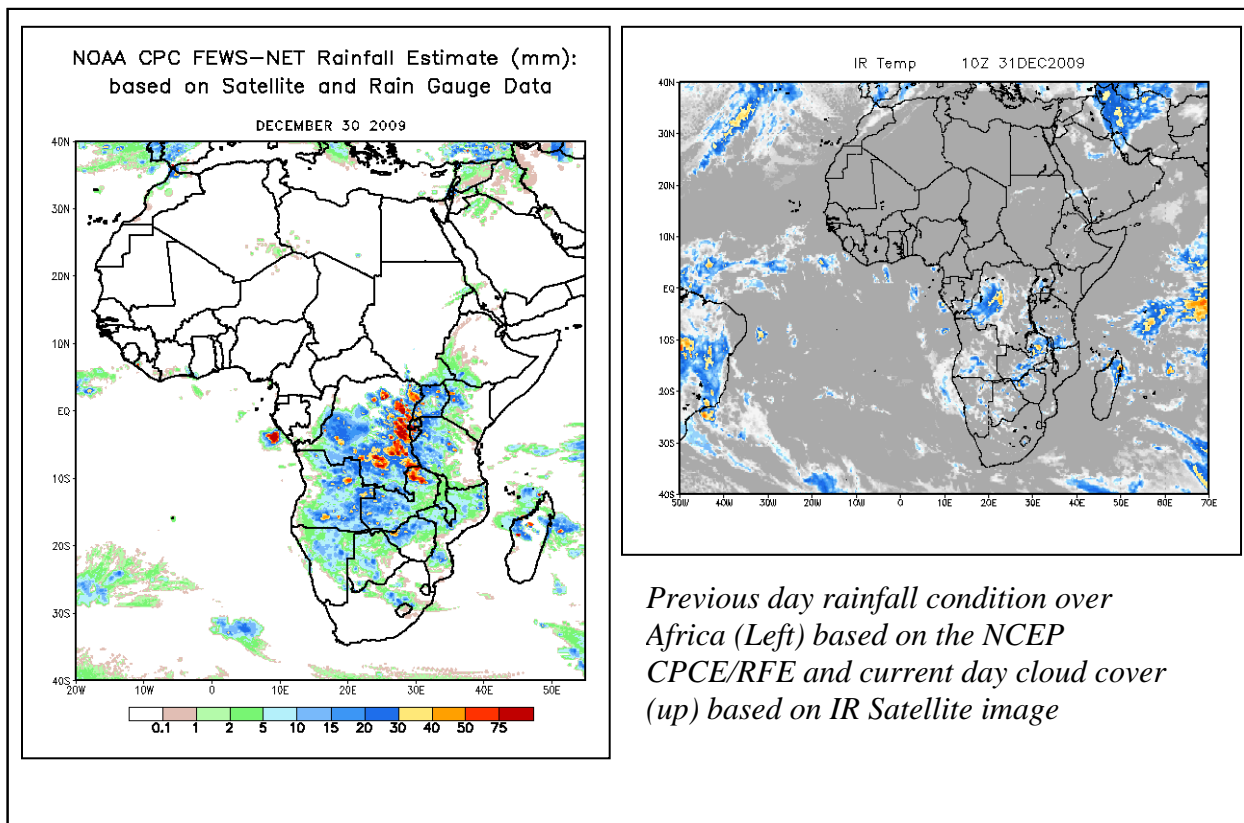 NOAA CPC FEWS-NET Rainfall Estimate (mm):
based on Satellite and Rain Gauge Data
DECEMBER 30 2009
40N
30N
20N
10N
EQ
10S
20S
30S
40S
20W 10W 0 10E 20E 30E 40E 50E
0.1 1 2 5 10 15 20 30 40 50 75
IR Temp 10Z 31DEC2009
40N
30N
20N
10N
EQ
10S
20S
30S
40S
50W 40W 30W 20W 10W 0 10E 20E 30E 40E 50E 60E 70E
Previous day rainfall condition over
Africa (Left) based on the NCEP
CPCE/RFE and current day cloud cover
(up) based on IR Satellite image